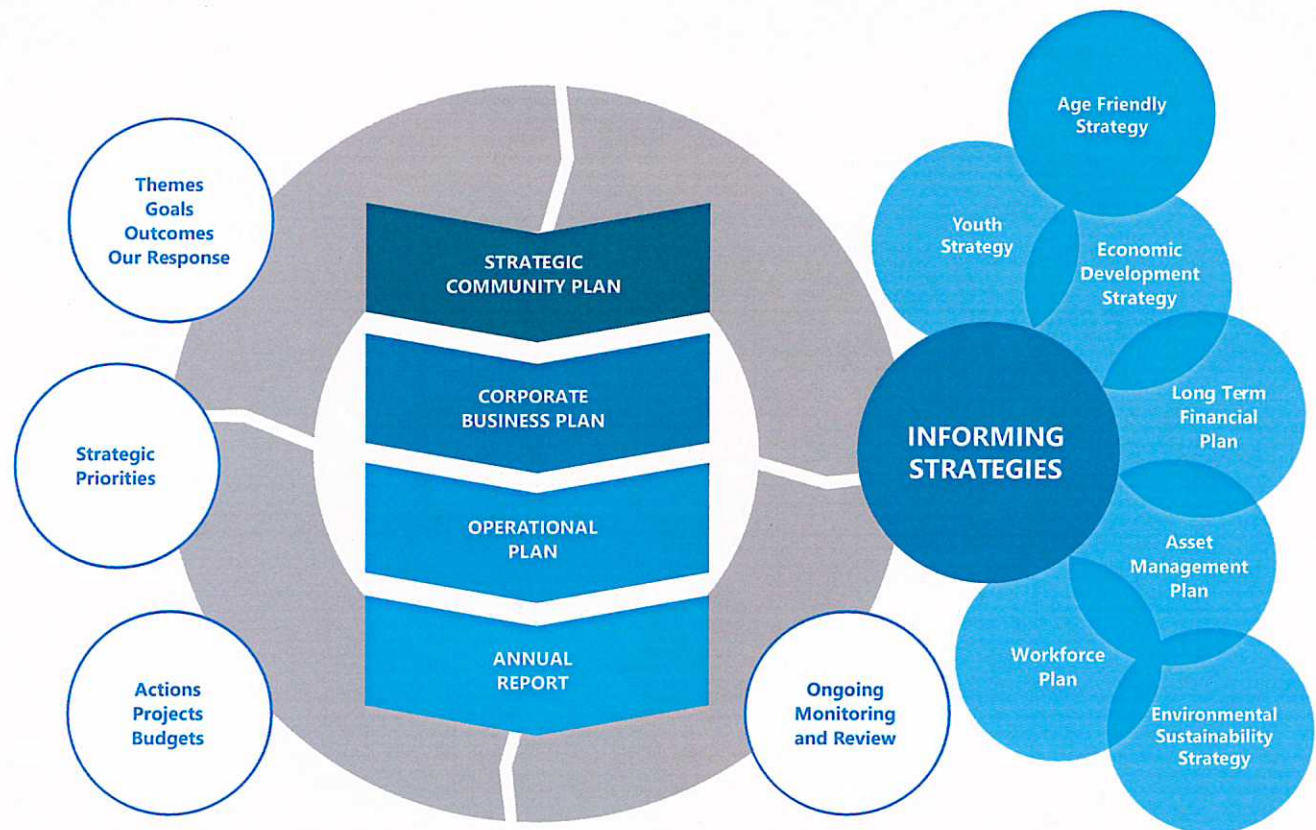 Themes
Goals
Outcomes
Our Response
Strategic
Priorities
Actions
Projects
Budgets
STRATEGIC
COMMUNITY PLAN
CORPORATE
BUSINESS PLAN
OPERATIONAL
PLAN
ANNUAL
REPORT
Ongoing
Monitoring
and Review
INFORMING
STRATEGIES
Age Friendly
Strategy
Youth
Strategy
Economic
Development
Strategy
Long Term
Financial
Plan
Asset
Management
Plan
Workforce
Plan
Environmental
Sustainability
Strategy